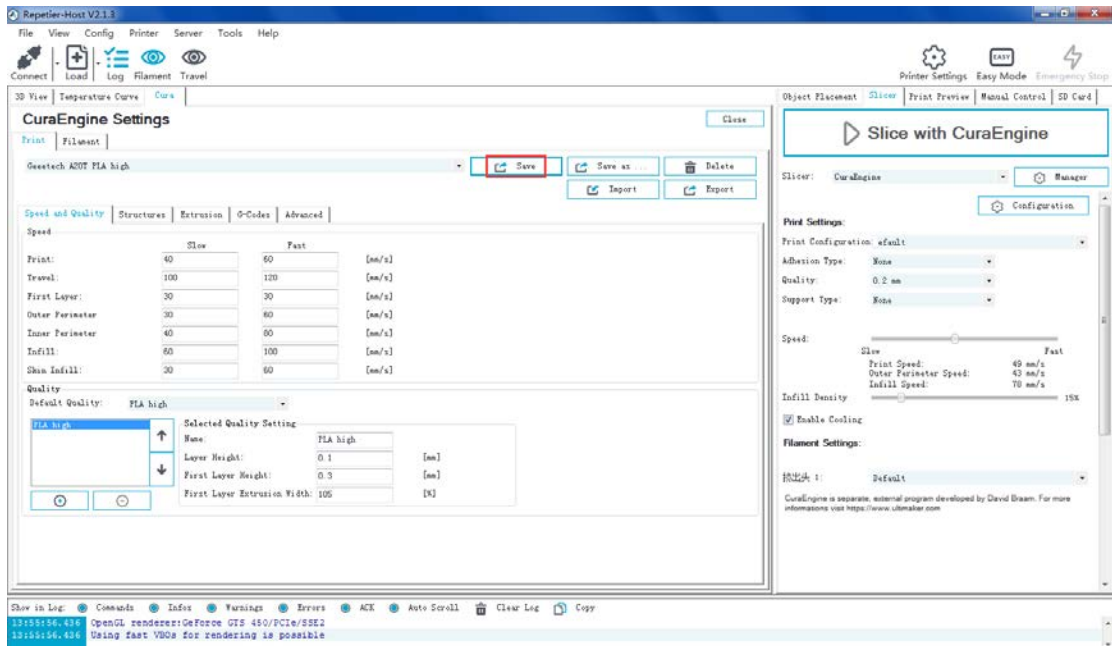 Repetier-Host V2.1.3
File View Config Printer Server Tools Help
Connect Load Log Filament Travel
Printer Settings Easy Mode Emergency Stop
EASY
3D View Temperature Curve Cura
CuraEngine Settings
Close
Print Filament
Geeetech A20T PLA high
Save Save as ... Delete
Import Export
Speed and Quality Structures Extrusion G-Codes Advanced
Speed
Slow Fast
Print: 40 60 [mm/s]
Travel: 100 120 [mm/s]
First Layer: 30 30 [mm/s]
Outer Perimeter 30 60 [mm/s]
Inner Perimeter 40 80 [mm/s]
Infill: 60 100 [mm/s]
Skin Infill: 30 60 [mm/s]
Quality
Default Quality: PLA high
PLA high
Selected Quality Setting
Name: PLA high
Layer Height: 0.1 [mm]
First Layer Height: 0.3 [mm]
First Layer Extrusion Width: 105 [%]
Object Placement Slicer Print Preview Manual Control SD Card
Slice with CuraEngine
Slicer: CuraEngine Manager
Configuration
Print Settings:
Print Configuration: efault
Adhesion Type: None
Quality: 0.2 mm
Support Type: None
Speed:
Slow Fast
Print Speed: 49 mm/s
Outer Perimeter Speed: 43 mm/s
Infill Speed: 78 mm/s
Infill Density 15%
Enable Cooling
Filament Settings:
挤出头 1: Default
CuraEngine is separate, external program developed by David Braam. For more
informations visit https://www.ultimaker.com
Show in Log: Commands Infos Warnings Errors ACK Auto Scroll Clear Log Copy
13:55:56.436 OpenGL renderer:GeForce GTS 450/PCIe/SSE2
13:55:56.436 Using fast VBOs for rendering is possible